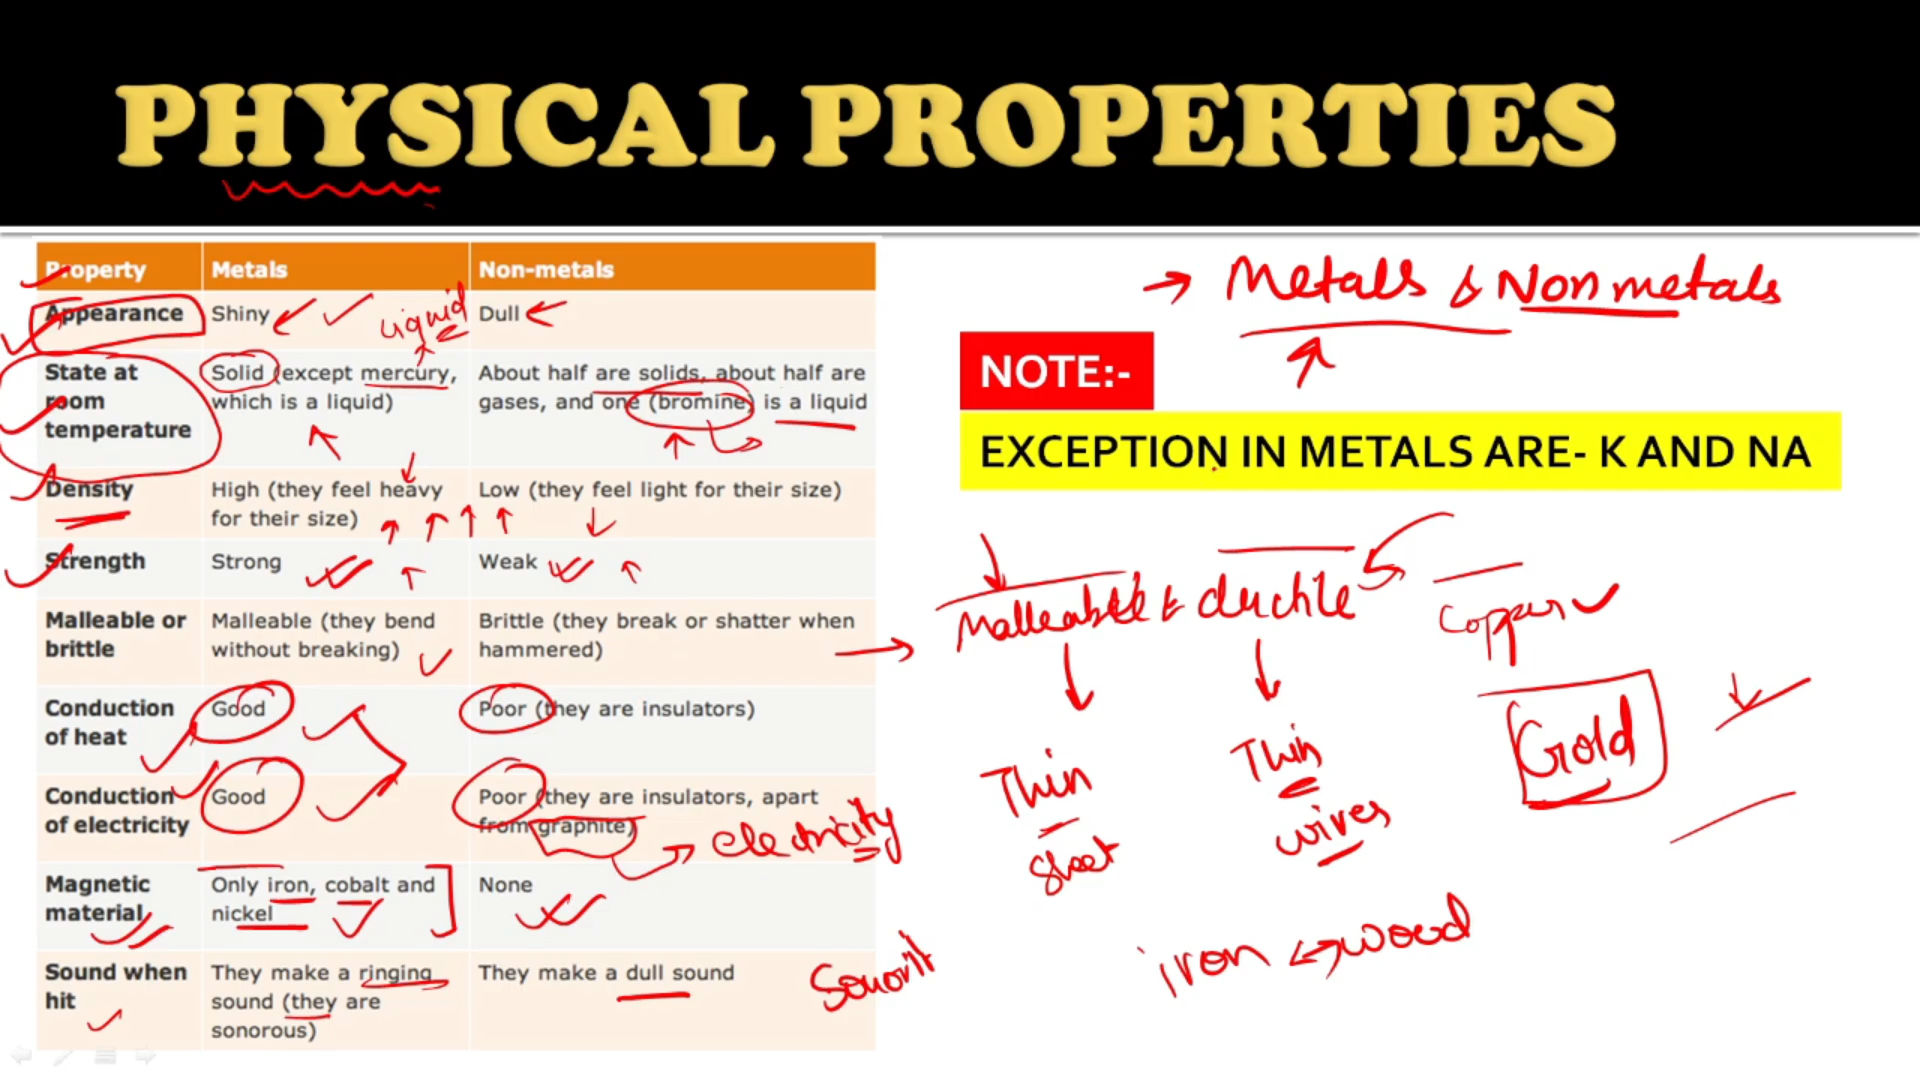 PHYSICAL PROPERTIES
Property Metals Non-metals
Appearance Shiny Dull
Liquid
State at room temperature
Solid (except mercury, which is a liquid)
About half are solids, about half are gases, and one (bromine) is a liquid
Density
High (they feel heavy for their size)
Low (they feel light for their size)
Strength Strong Weak
Malleable or brittle
Malleable (they bend without breaking)
Brittle (they break or shatter when hammered)
Conduction of heat
Good
Poor (they are insulators)
Conduction of electricity
Good
Poor (they are insulators, apart from graphite)
electricity
Magnetic material
Only iron, cobalt and nickel
None
Sound when hit
They make a ringing sound (they are sonorous)
They make a dull sound
→ Metals & Nonmetals
NOTE:-
EXCEPTION IN METALS ARE- K AND NA
Malleable & ductile
Copper
Thin sheet
Thin wires
Gold
iron ↔ wood